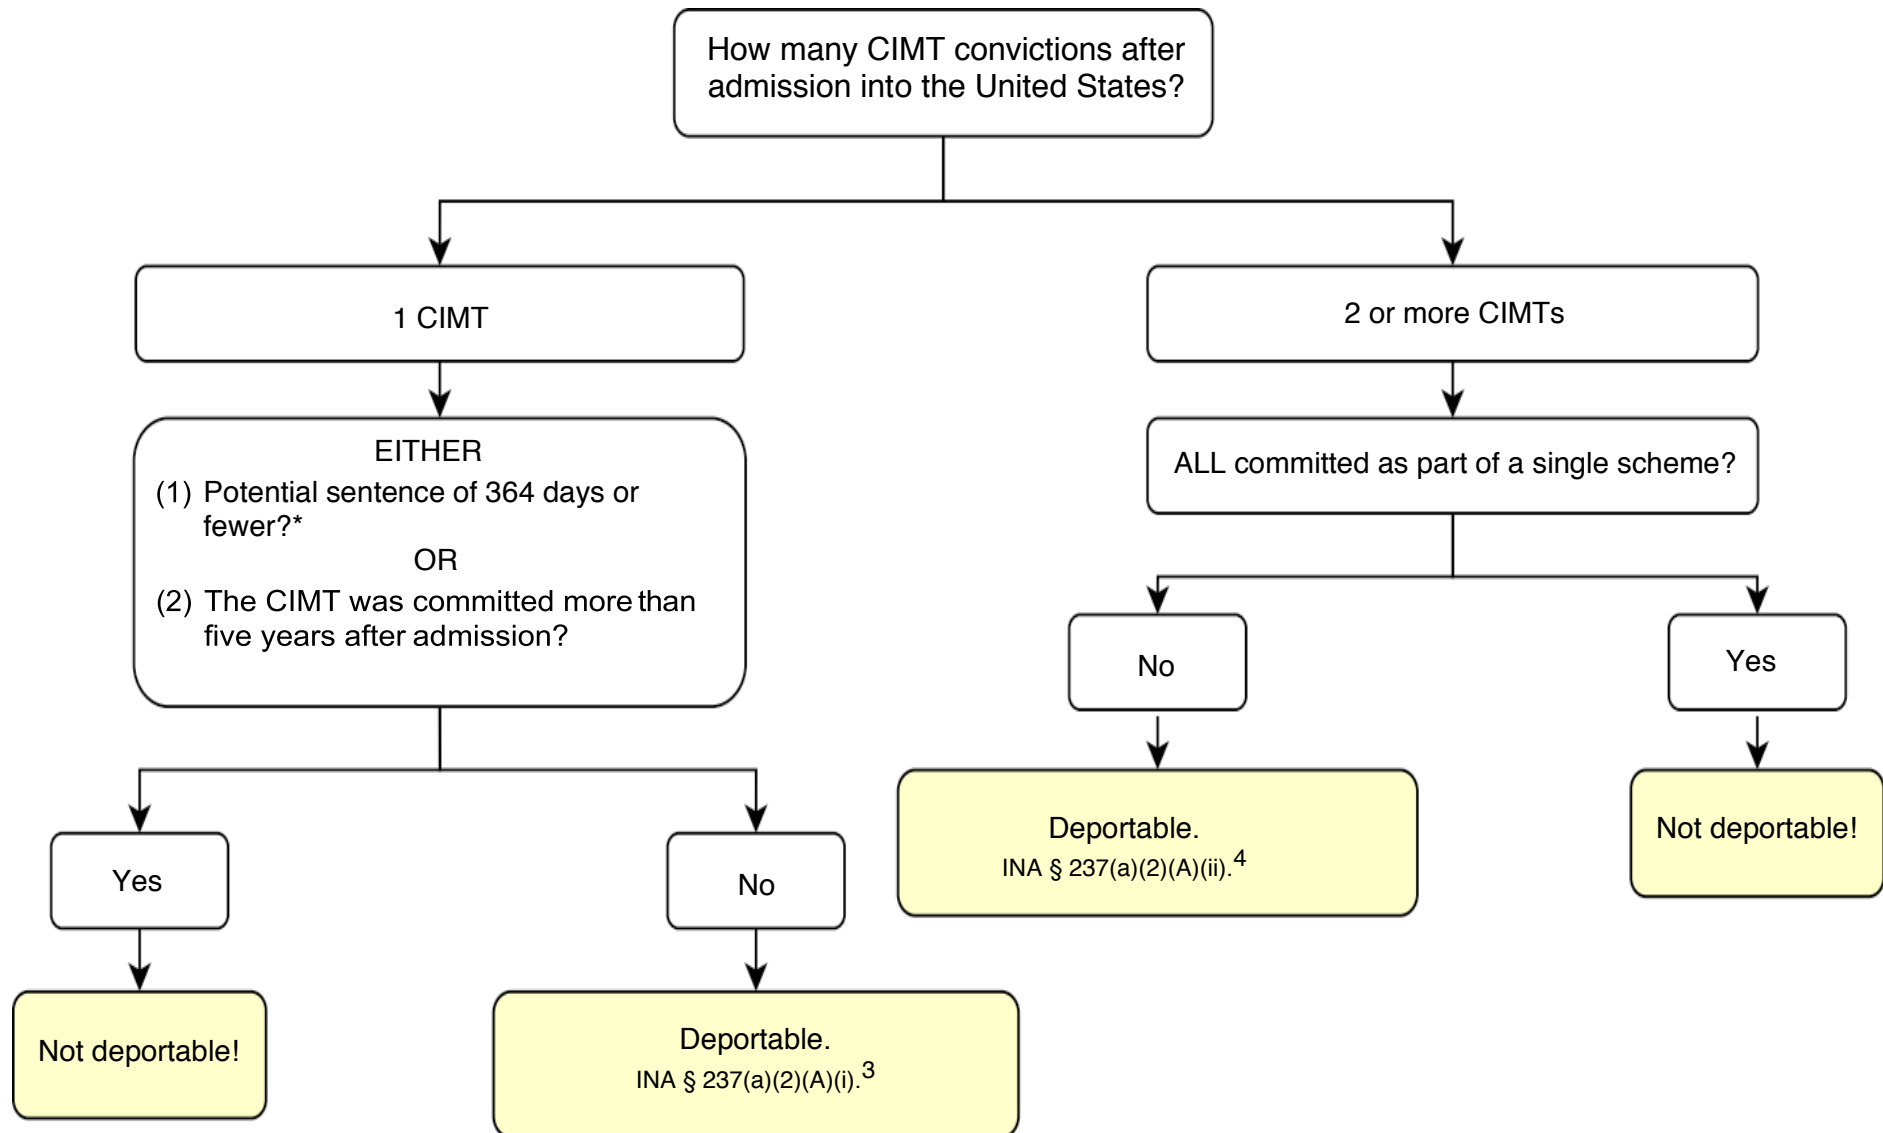 How many CIMT convictions after
admission into the United States?
1 CIMT
2 or more CIMTs
EITHER
(1) Potential sentence of 364 days or
fewer?*
OR
(2) The CIMT was committed more than
five years after admission?
ALL committed as part of a single scheme?
No
Yes
Deportable.
INA § 237(a)(2)(A)(ii).4
Not deportable!
Yes
No
Not deportable!
Deportable.
INA § 237(a)(2)(A)(i).3